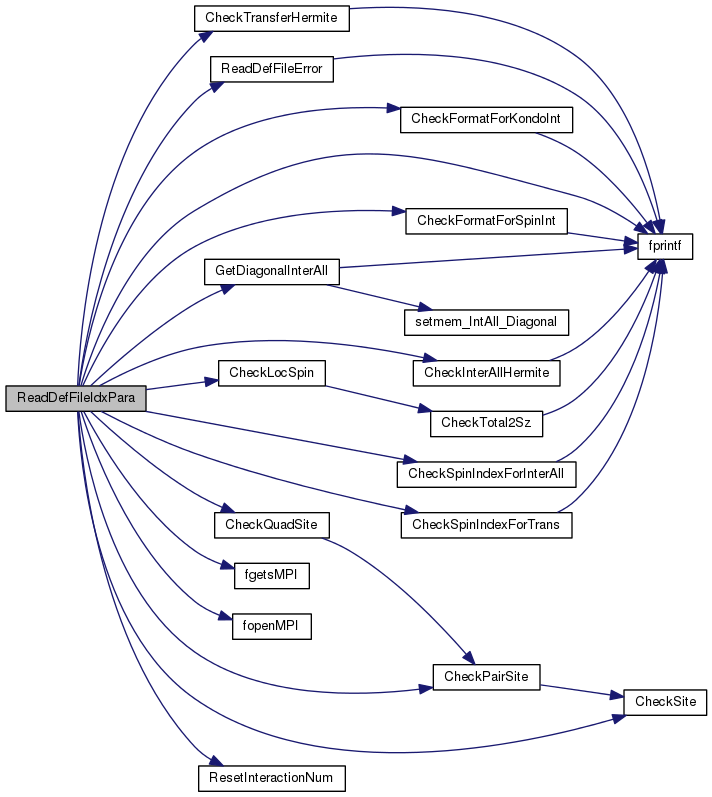 CheckTransferHermite
ReadDefFileError
CheckFormatForKondoInt
CheckFormatForSpinInt
fprintf
GetDiagonalInterAll
setmem_IntAll_Diagonal
CheckInterAllHermite
CheckLocSpin
ReadDefFileIdxPara
CheckTotal2Sz
CheckSpinIndexForInterAll
CheckQuadSite
CheckSpinIndexForTrans
fgetsMPI
fopenMPI
CheckPairSite
CheckSite
ResetInteractionNum